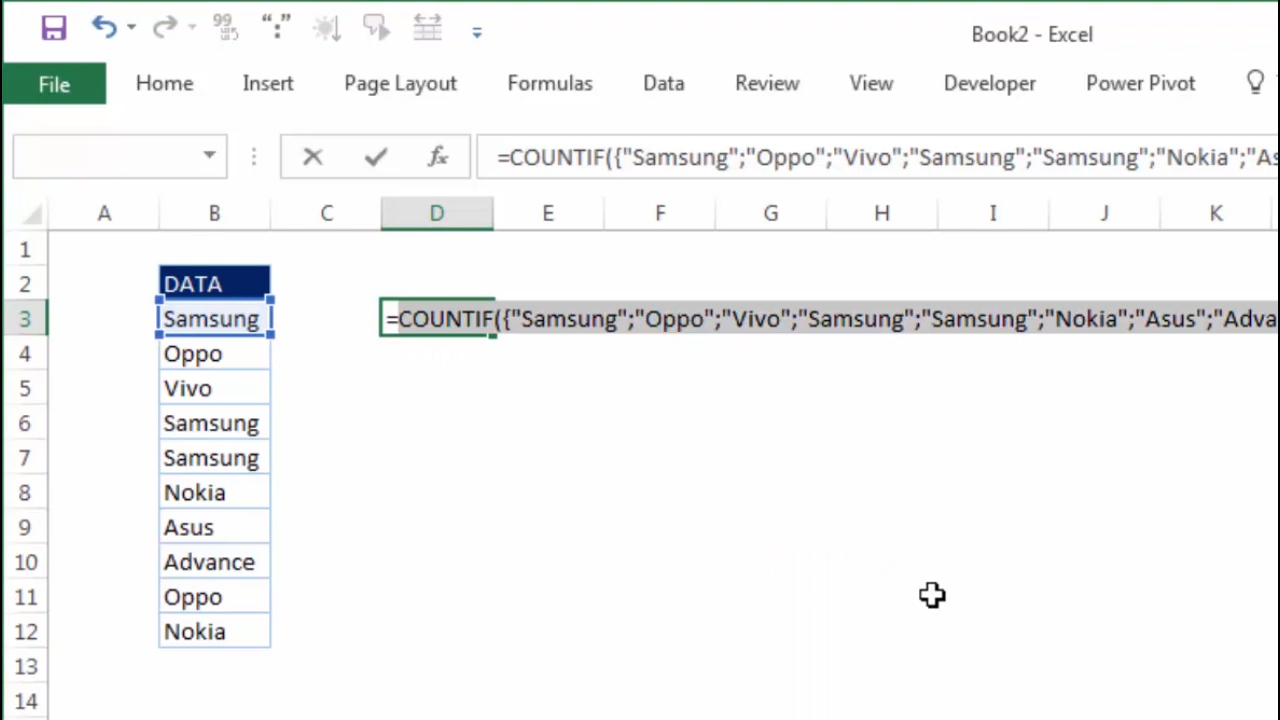 Book2 - Excel
File Home Insert Page Layout Formulas Data Review View Developer Power Pivot
fx =COUNTIF({"Samsung";"Oppo";"Vivo";"Samsung";"Samsung";"Nokia";"As
A B C D E F G H I J K
1
2 DATA
3 Samsung =COUNTIF({"Samsung";"Oppo";"Vivo";"Samsung";"Samsung";"Nokia";"Asus";"Adva
4 Oppo
5 Vivo
6 Samsung
7 Samsung
8 Nokia
9 Asus
10 Advance
11 Oppo
12 Nokia
13
14